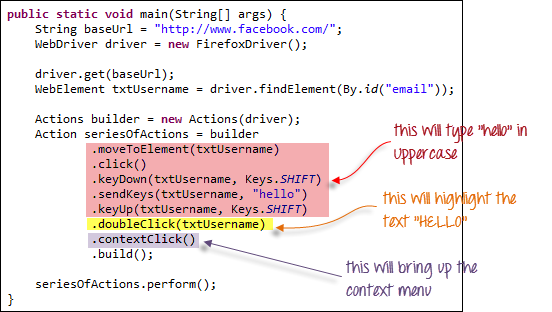 public static void main(String[] args) {
String baseUrl = "http://www.facebook.com/";
WebDriver driver = new FirefoxDriver();
driver.get(baseUrl);
WebElement txtUsername = driver.findElement(By.id("email"));
Actions builder = new Actions(driver);
Action seriesOfActions = builder
.moveToElement(txtUsername)
.click()
.keyDown(txtUsername, Keys.SHIFT)
.sendKeys(txtUsername, "hello")
.keyUp(txtUsername, Keys.SHIFT)
.doubleClick(txtUsername)
.contextClick()
.build();
seriesOfActions.perform();
}
this will type "hello" in
uppercase
this will highlight the
text "HELLO"
this will bring up the
context menu